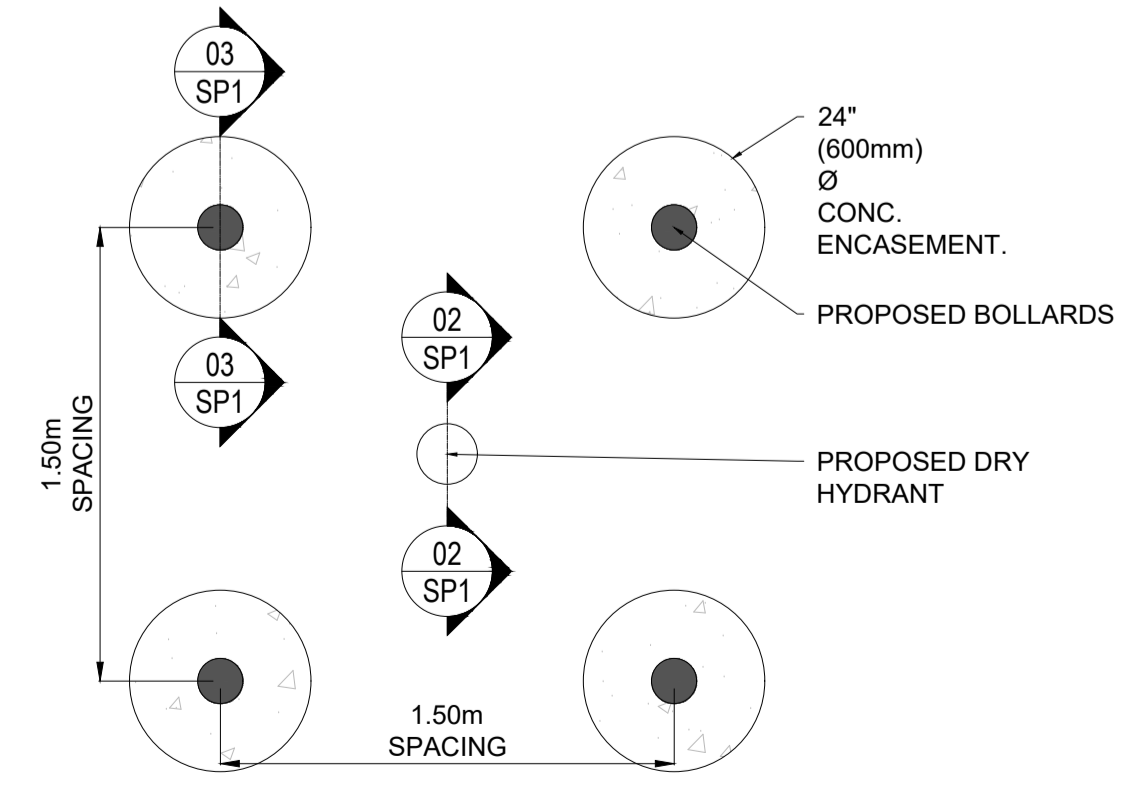 03
SP1
24"
(600mm)
Ø
CONC.
ENCASEMENT.
PROPOSED BOLLARDS
02
SP1
03
SP1
1.50m
SPACING
PROPOSED DRY
HYDRANT
02
SP1
1.50m
SPACING